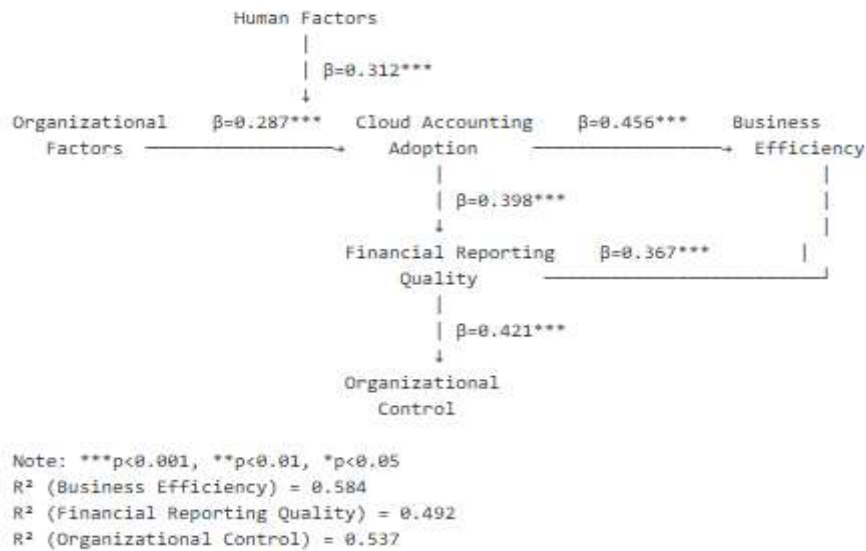 Human Factors
β=0.312***
Organizational β=0.287*** Cloud Accounting β=0.456*** Business
Factors Adoption Efficiency
β=0.398***
Financial Reporting β=0.367***
Quality
β=0.421***
Organizational
Control
Note: ***p<0.001, **p<0.01, *p<0.05
R² (Business Efficiency) = 0.584
R² (Financial Reporting Quality) = 0.492
R² (Organizational Control) = 0.537